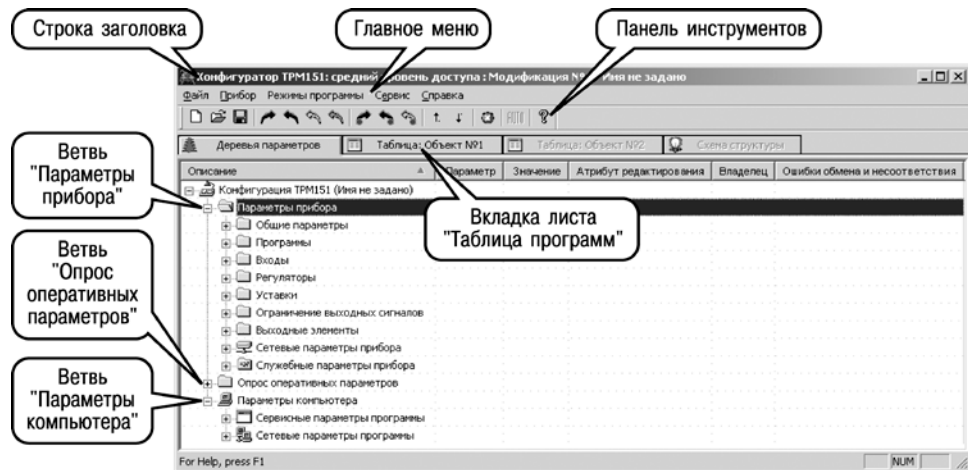 Строка заголовка
Главное меню
Панель инструментов
Конфигуратор ТРМ151: средний уровень доступа : Модификация Имя не задано
Файл Прибор Режимы программы Сервис Справка
Деревья параметров Таблица: Объект №1 Таблица: Объект №2 Схема структуры
Описание Параметр Значение Атрибут редактирования Владелец Ошибки обмена и несоответствия
Ветвь
"Параметры
прибора"
Вкладка листа
"Таблица программ"
Ветвь
"Опрос
оперативных
параметров"
Ветвь
"Параметры
компьютера"
Конфигурация ТРМ151 (Имя не задано)
Параметры прибора
Общие параметры
Программы
Входы
Регуляторы
Уставки
Ограничение выходных сигналов
Выходные элементы
Сетевые параметры прибора
Служебные параметры прибора
Опрос оперативных параметров
Параметры компьютера
Сервисные параметры программы
Сетевые параметры программы
For Help, press F1 NUM